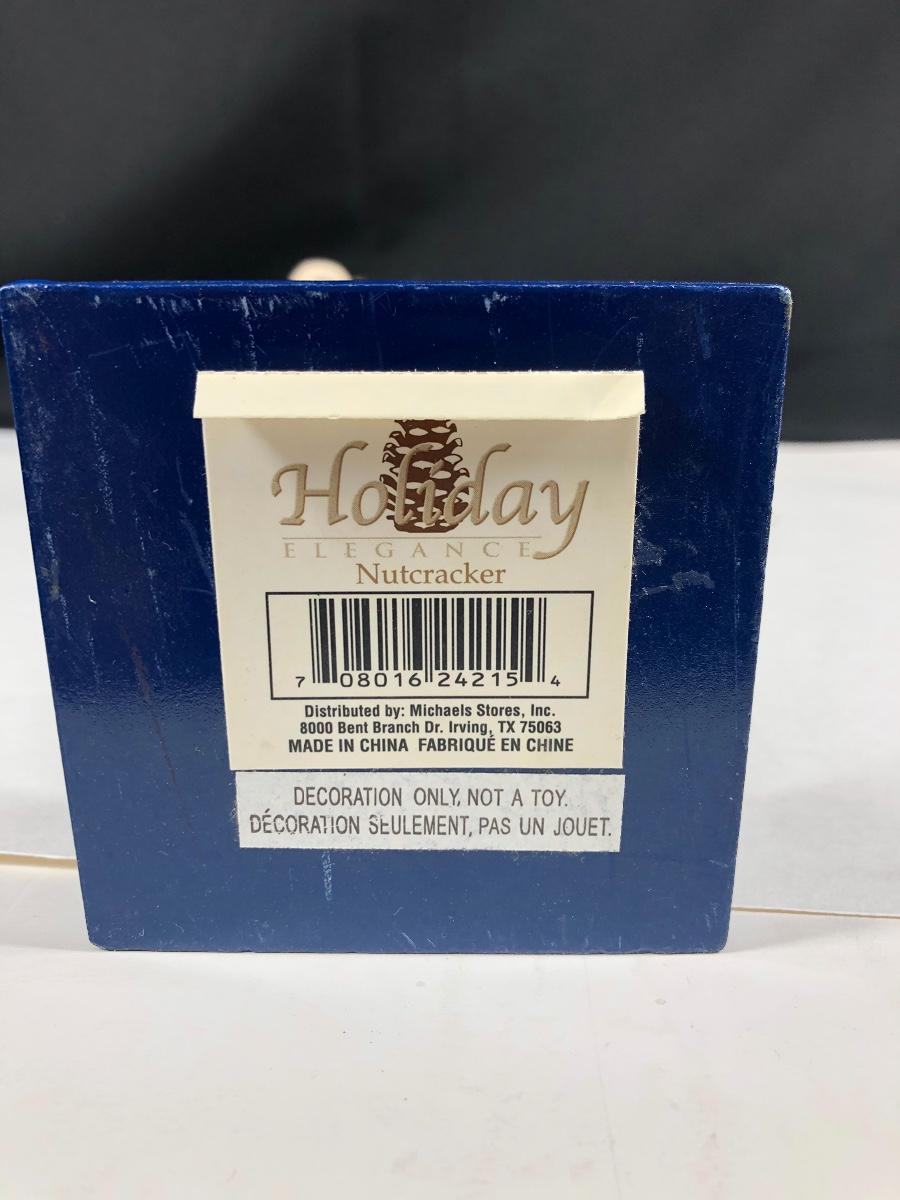 Holiday
ELEGANCE
Nutcracker
7 08016 24215 4
Distributed by: Michaels Stores, Inc.
8000 Bent Branch Dr. Irving, TX 75063
MADE IN CHINA FABRIQUÉ EN CHINE
DECORATION ONLY, NOT A TOY.
DÉCORATION SEULEMENT, PAS UN JOUET.